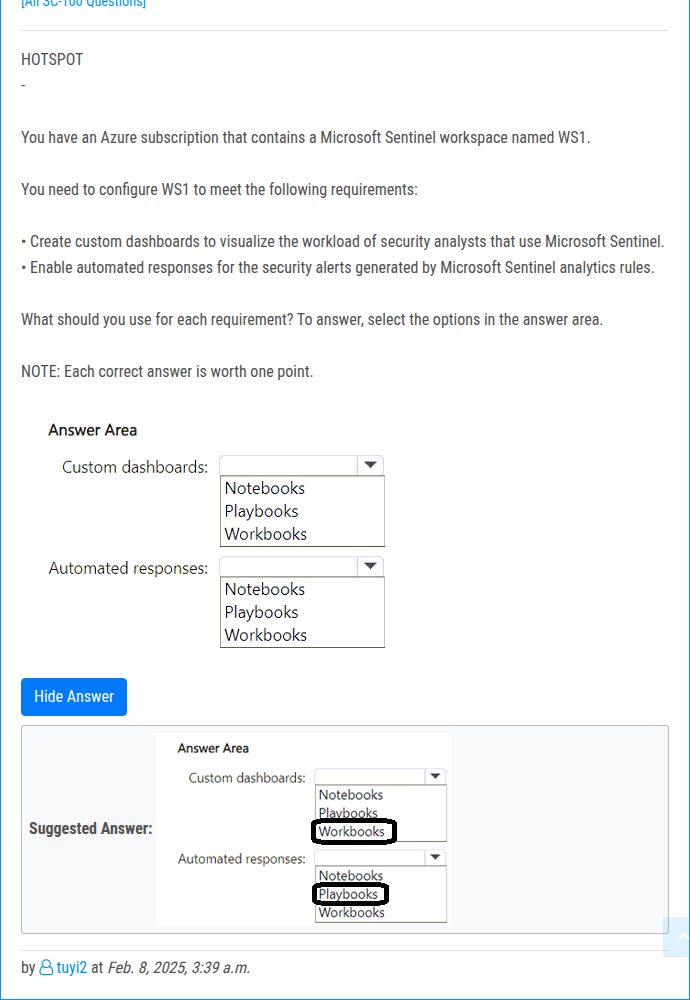 [All SC-100 Questions]
HOTSPOT
-
You have an Azure subscription that contains a Microsoft Sentinel workspace named WS1.
You need to configure WS1 to meet the following requirements:
• Create custom dashboards to visualize the workload of security analysts that use Microsoft Sentinel.
• Enable automated responses for the security alerts generated by Microsoft Sentinel analytics rules.
What should you use for each requirement? To answer, select the options in the answer area.
NOTE: Each correct answer is worth one point.
Answer Area
Custom dashboards:
Notebooks
Playbooks
Workbooks
Automated responses:
Notebooks
Playbooks
Workbooks
Hide Answer
Suggested Answer:
Answer Area
Custom dashboards:
Notebooks
Playbooks
Workbooks
Automated responses:
Notebooks
Playbooks
Workbooks
by tuyi2 at Feb. 8, 2025, 3:39 a.m.